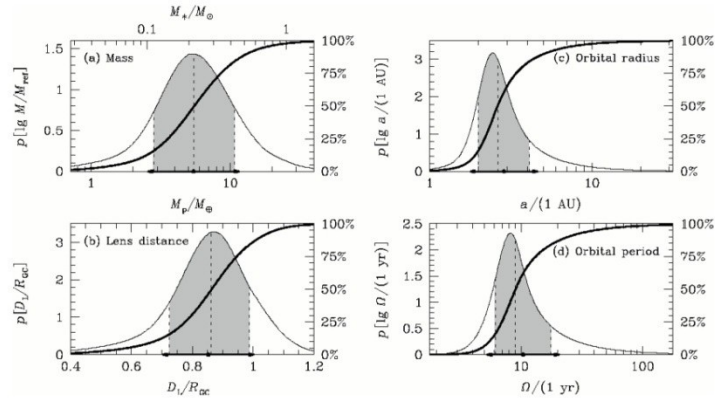 M*/M⊙
0.1 1
(a) Mass
p[lg M/Mref]
0 0.5 1 1.5
0% 25% 50% 75% 100%
1 10
Mp/M⊕
(b) Lens distance
p[Dl/RGC]
0 1 2 3
0% 25% 50% 75% 100%
0.4 0.6 0.8 1 1.2
Dl/RGC
(c) Orbital radius
p[lg a/(1 AU)]
0 1 2 3
0% 25% 50% 75% 100%
1 10
a/(1 AU)
(d) Orbital period
p[lg Ω/(1 yr)]
0 0.5 1 1.5 2 2.5
0% 25% 50% 75% 100%
1 10 100
Ω/(1 yr)